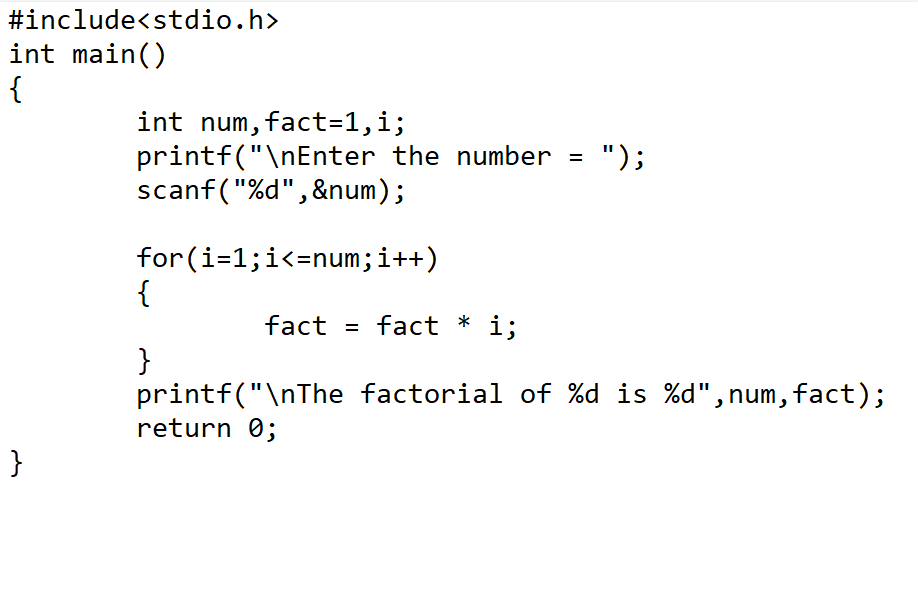 #include<stdio.h>
int main()
{
        int num,fact=1,i;
        printf("\nEnter the number = ");
        scanf("%d",&num);

        for(i=1;i<=num;i++)
        {
                fact = fact * i;
        }
        printf("\nThe factorial of %d is %d",num,fact);
        return 0;
}